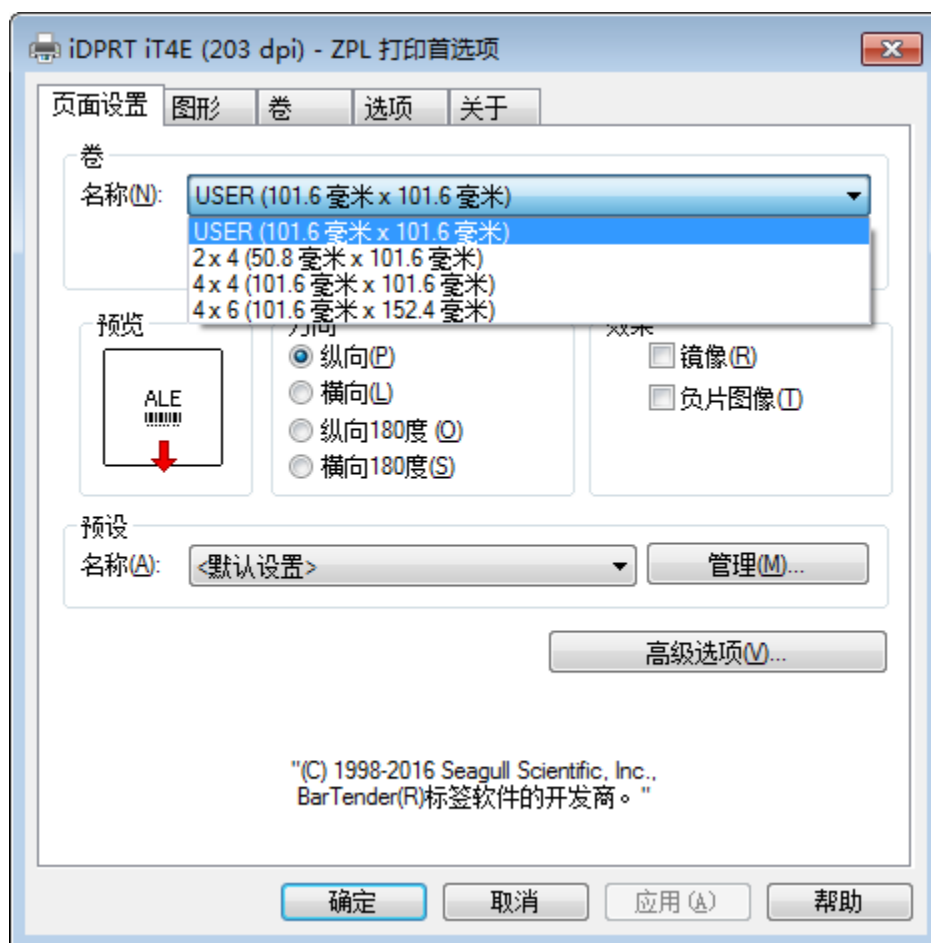 iDPRT iT4E (203 dpi) - ZPL 打印首选项
页面设置 图形 卷 选项 关于
卷
名称(N): USER (101.6 毫米 x 101.6 毫米)
USER (101.6 毫米 x 101.6 毫米)
2 x 4 (50.8 毫米 x 101.6 毫米)
4 x 4 (101.6 毫米 x 101.6 毫米)
4 x 6 (101.6 毫米 x 152.4 毫米)
预览 方向 效果
ALE
纵向(P)
横向(L)
纵向180度 (O)
横向180度(S)
镜像(R)
负片图像(T)
预设
名称(A): <默认设置> 管理(M)...
高级选项(V)...
"(C) 1998-2016 Seagull Scientific, Inc.,
BarTender(R)标签软件的开发商。"
确定 取消 应用(A) 帮助